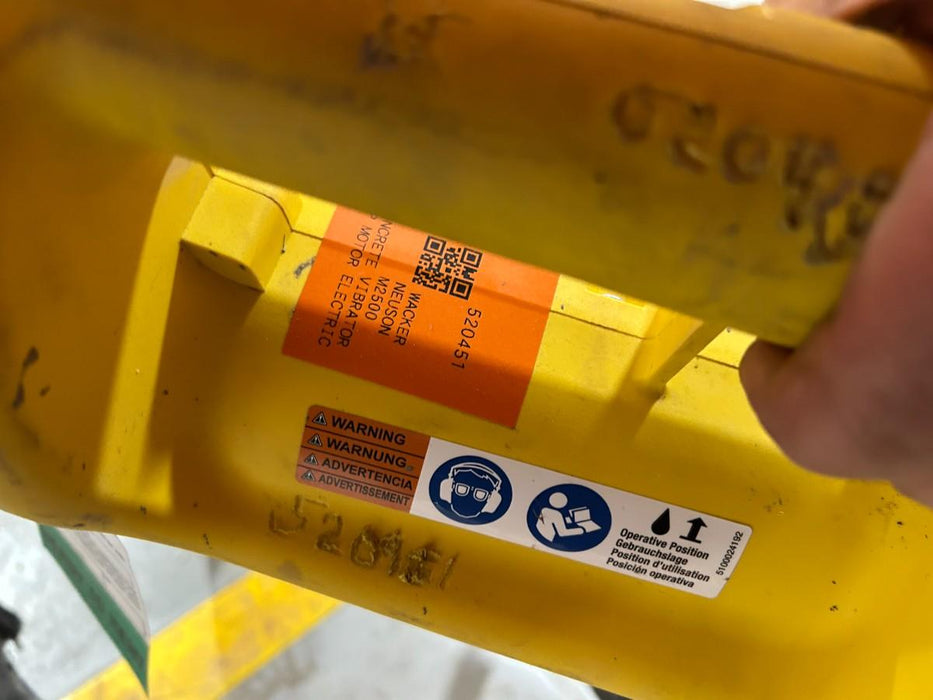 520451
WACKER
NEUSON
M2500
VIBRATOR
MOTOR ELECTRIC
WARNING
WARNUNG
ADVERTENCIA
ADVERTISSEMENT
Operative Position
Gebrauchslage
Position d'utilisation
Posición operativa
5100024192